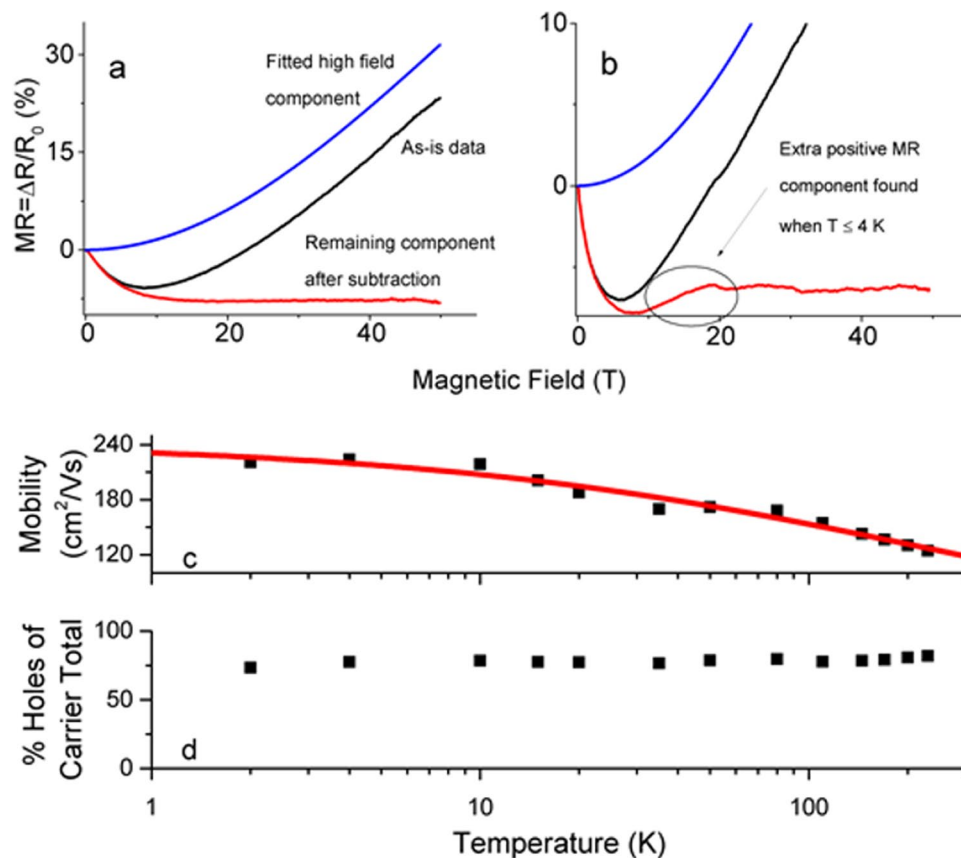 a
MR=ΔR/R₀ (%)
30
15
0
0
20
40
Fitted high field
component
As-is data
Remaining component
after subtraction
b
10
0
0
20
40
Extra positive MR
component found
when T ≤ 4 K
Magnetic Field (T)
Mobility
(cm²/Vs)
240
180
120
c
% Holes of
Carrier Total
100
50
0
d
1
10
100
Temperature (K)